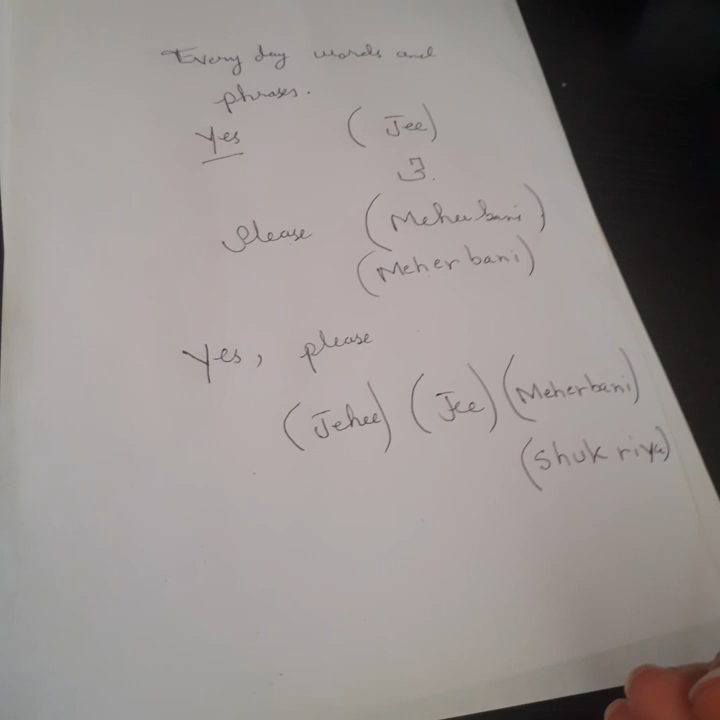 Every day words and
phrases.
Yes (Jee)
Please (Meherbani)
(Meherbani)
Yes, please
(Jehee) (Jee) (Meherbani)
(Shukriya)